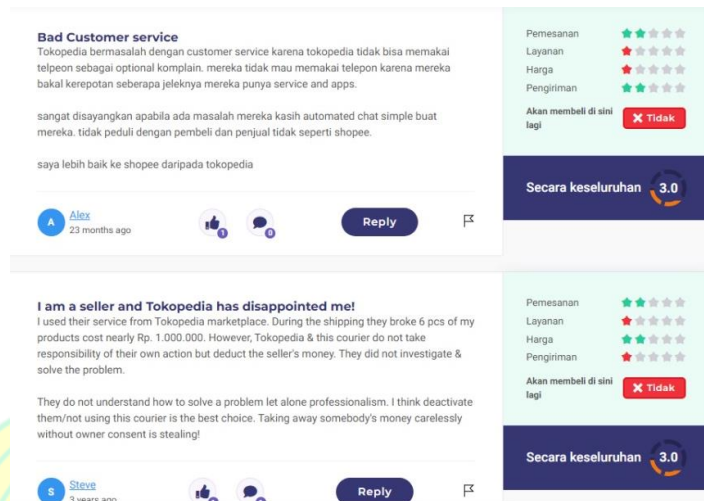 Bad Customer service
Tokopedia bermasalah dengan customer service karena tokopedia tidak bisa memakai
telpeon sebagai optional komplain. mereka tidak mau memakai telepon karena mereka
bakal kerepotan seberapa jeleknya mereka punya service and apps.
sangat disayangkan apabila ada masalah mereka kasih automated chat simple buat
mereka. tidak peduli dengan pembeli dan penjual tidak seperti shopee.
saya lebih baik ke shopee daripada tokopedia
A
Alex
23 months ago
1
0
Reply
Pemesanan
Layanan
Harga
Pengiriman
Akan membeli di sini
lagi
Tidak
Secara keseluruhan 3.0
I am a seller and Tokopedia has disappointed me!
I used their service from Tokopedia marketplace. During the shipping they broke 6 pcs of my
products cost nearly Rp. 1.000.000. However, Tokopedia & this courier do not take
responsibility of their own action but deduct the seller's money. They did not investigate &
solve the problem.
They do not understand how to solve a problem let alone professionalism. I think deactivate
them/not using this courier is the best choice. Taking away somebody's money carelessly
without owner consent is stealing!
S
Steve
3 years ago
Reply
Pemesanan
Layanan
Harga
Pengiriman
Akan membeli di sini
lagi
Tidak
Secara keseluruhan 3.0